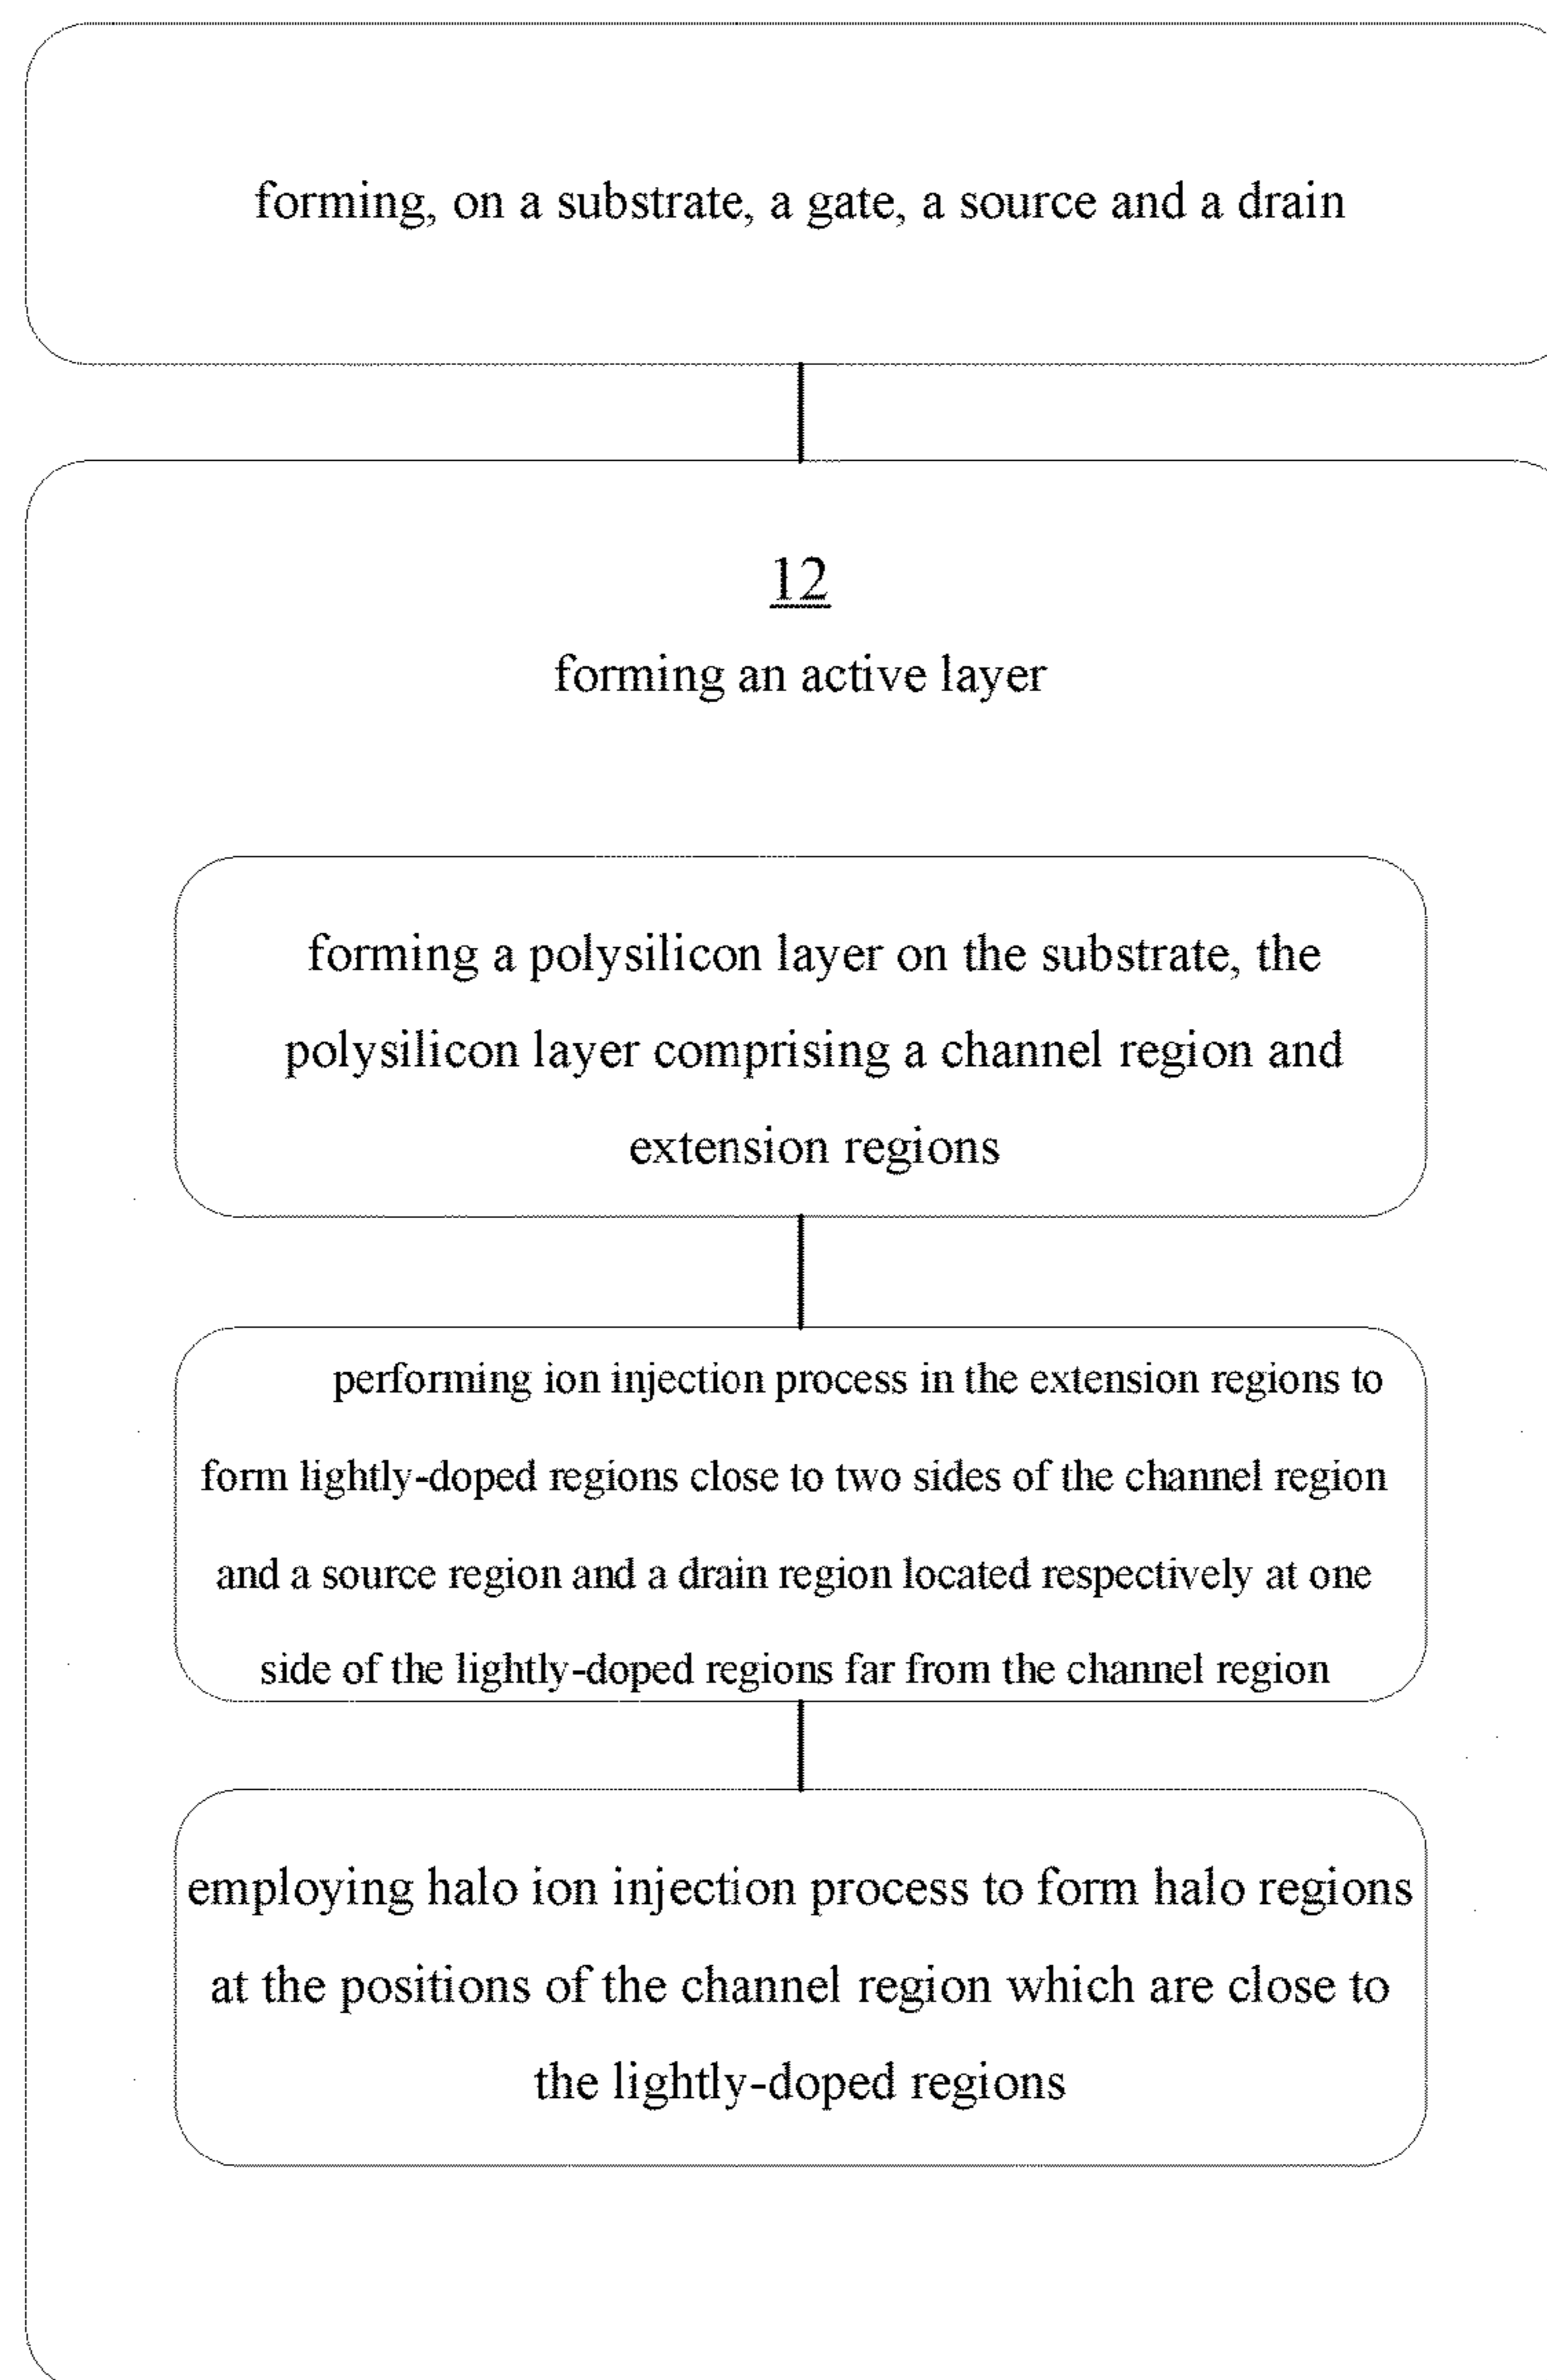 forming, on a substrate, a gate, a source and a drain
12
forming an active layer
forming a polysilicon layer on the substrate, the
polysilicon layer comprising a channel region and
extension regions
performing ion injection process in the extension regions to
form lightly-doped regions close to two sides of the channel region
and a source region and a drain region located respectively at one
side of the lightly-doped regions far from the channel region
employing halo ion injection process to form halo regions
at the positions of the channel region which are close to
the lightly-doped regions